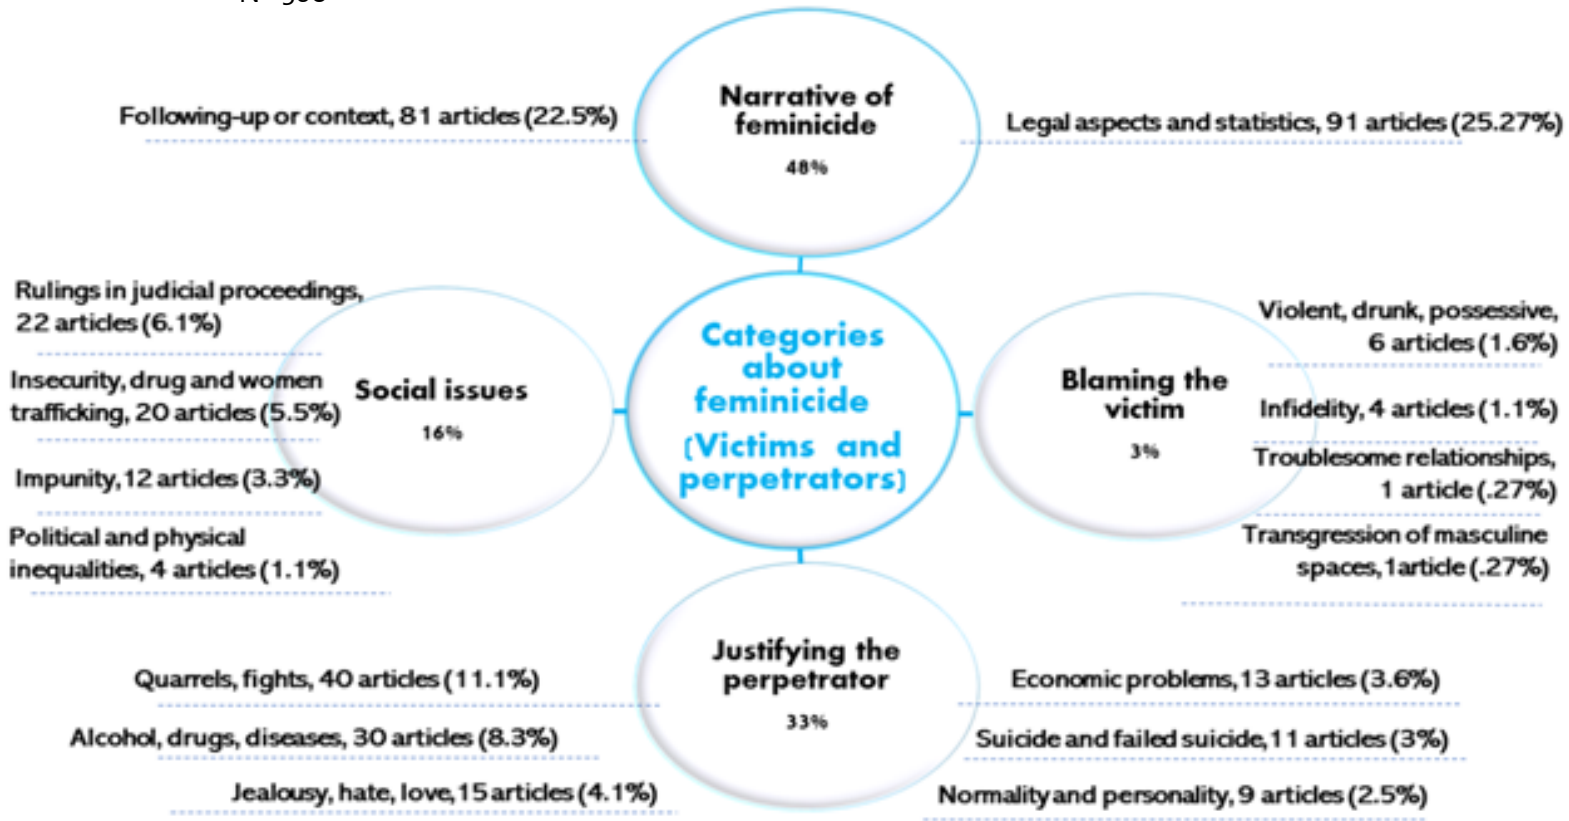 Narrative of
feminicide
48%
Following-up or context, 81 articles (22.5%)
Legal aspects and statistics, 91 articles (25.27%)
Rulings in judicial proceedings,
22 articles (6.1%)
Insecurity, drug and women
trafficking, 20 articles (5.5%)
Impunity, 12 articles (3.3%)
Political and physical
inequalities, 4 articles (1.1%)
Social issues
16%
Categories
about
feminicide
(Victims and
perpetrators)
Blaming the
victim
3%
Violent, drunk, possessive,
6 articles (1.6%)
Infidelity, 4 articles (1.1%)
Troublesome relationships,
1 article (.27%)
Transgression of masculine
spaces, 1article (.27%)
Justifying the
perpetrator
33%
Quarrels, fights, 40 articles (11.1%)
Alcohol, drugs, diseases, 30 articles (8.3%)
Jealousy, hate, love, 15 articles (4.1%)
Economic problems, 13 articles (3.6%)
Suicide and failed suicide, 11 articles (3%)
Normality and personality, 9 articles (2.5%)